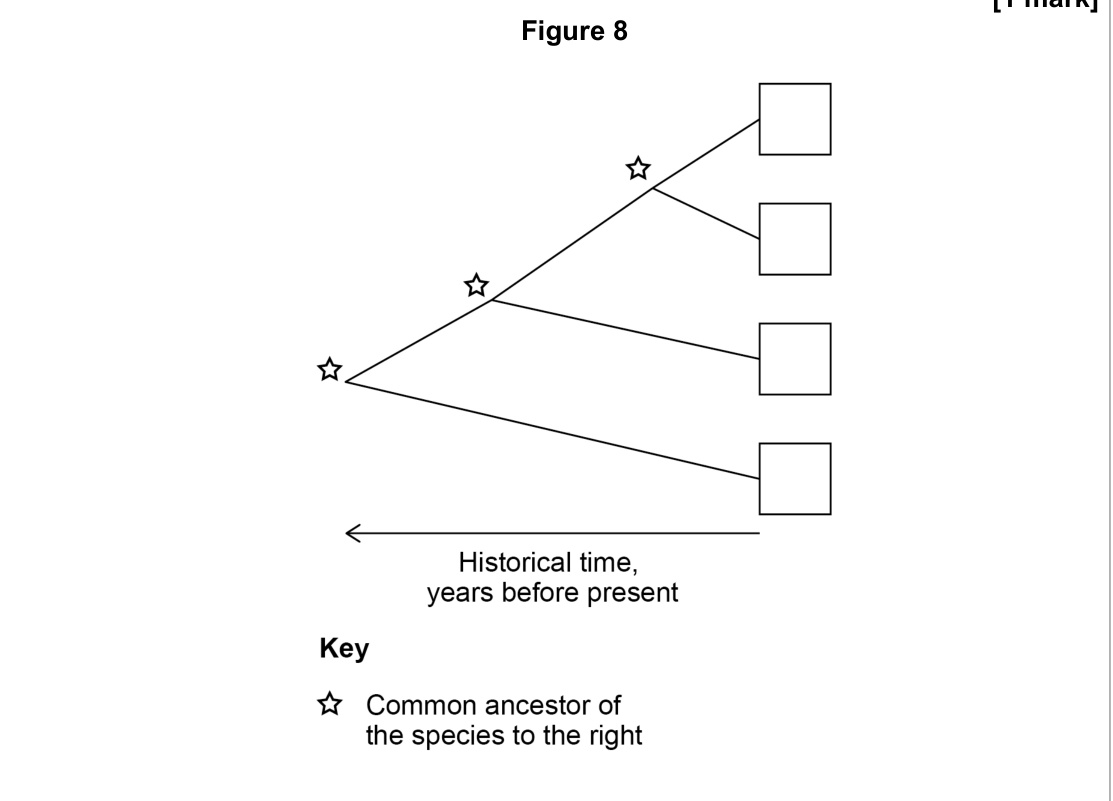 [1 mark]
Figure 8
Historical time,
years before present
Key
Common ancestor of
the species to the right